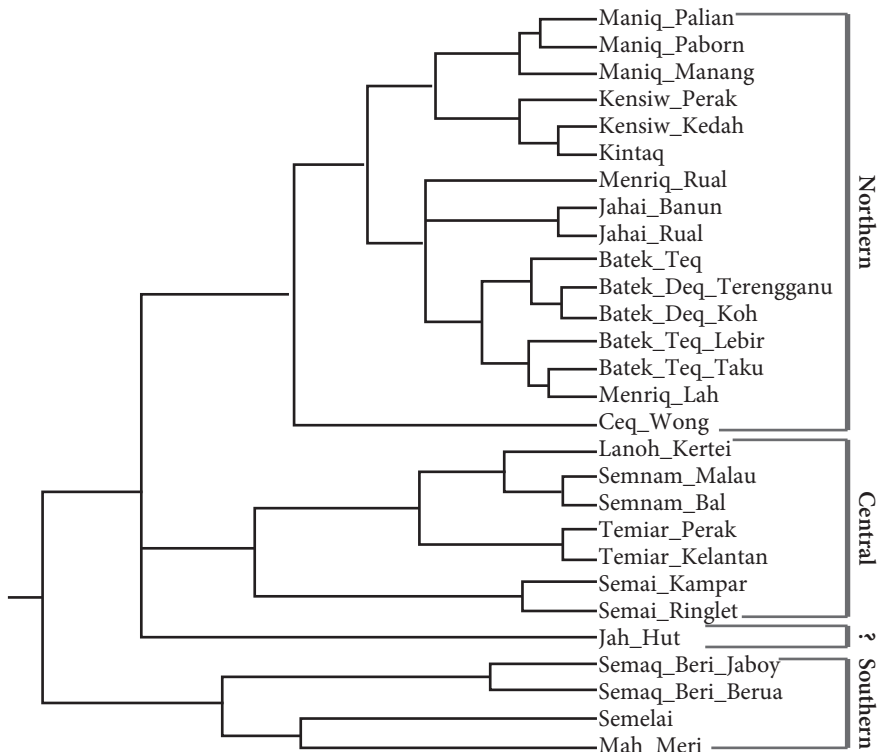 Maniq_Palian
Maniq_Paborn
Maniq_Manang
Kensiw_Perak
Kensiw_Kedah
Kintaq
Menriq_Rual
Jahai_Banun
Jahai_Rual
Batek_Teq
Batek_Deq_Terengganu
Batek_Deq_Koh
Batek_Teq_Lebir
Batek_Teq_Taku
Menriq_Lah
Ceq_Wong
Northern
Lanoh_Kertei
Semnam_Malau
Semnam_Bal
Temiar_Perak
Temiar_Kelantan
Semai_Kampar
Semai_Ringlet
Central
Jah_Hut
?
Semaq_Beri_Jaboy
Semaq_Beri_Berua
Semelai
Mah_Meri
Southern